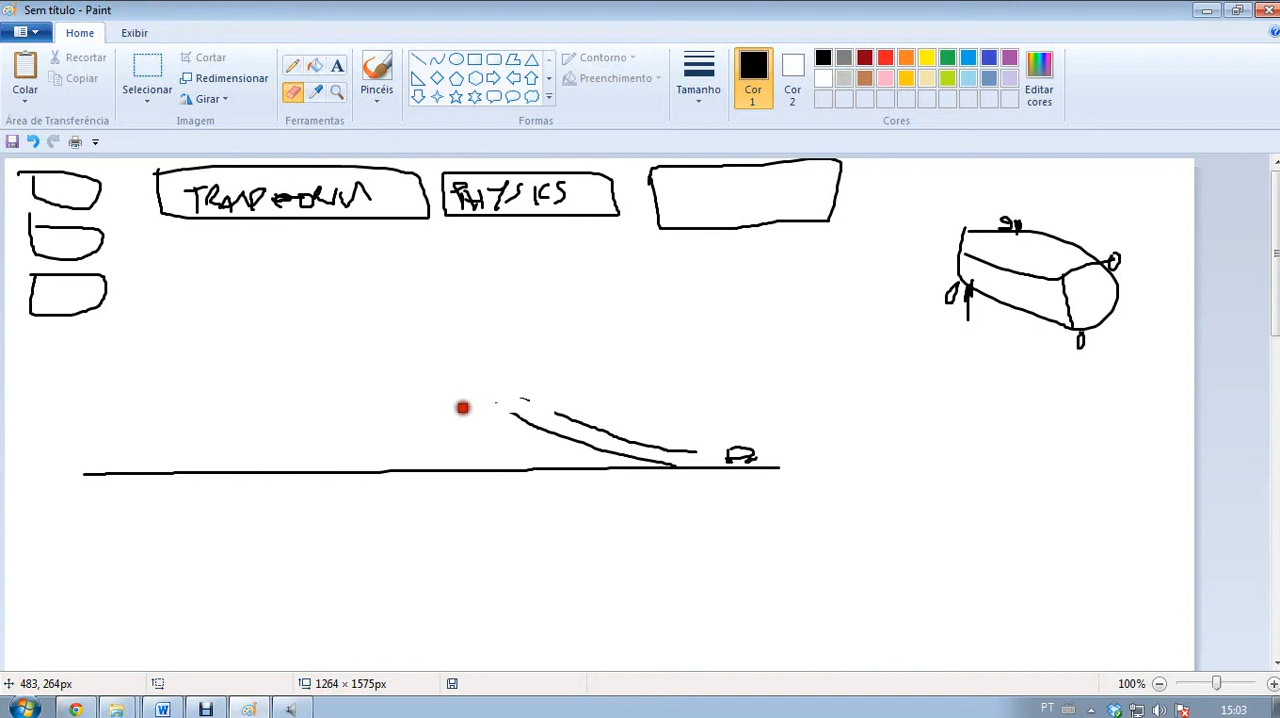 Sem título - Paint
Home Exibir
Colar
Recortar
Copiar
Área de Transferência
Selecionar
Cortar
Redimensionar
Girar
Imagem
Ferramentas
Pincéis
Contorno
Preenchimento
Formas
Tamanho
Cor 1
Cor 2
Editar cores
Cores
PHYSICS
483, 264px
1264 × 1575px
100%
PT
15:03